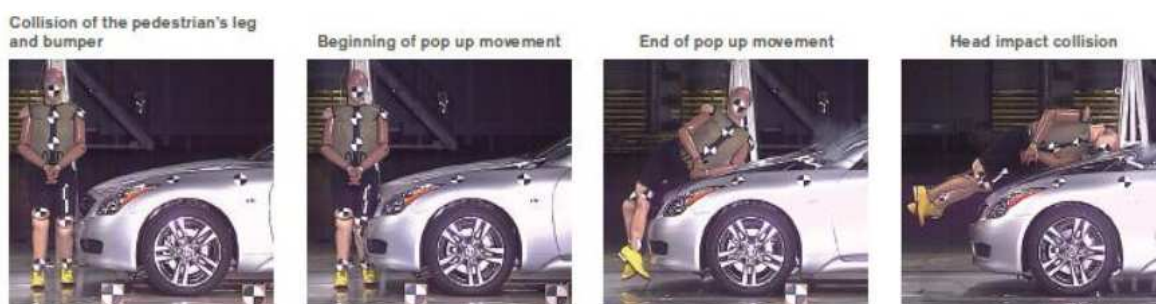 Collision of the pedestrian's leg
and bumper
Beginning of pop up movement
End of pop up movement
Head impact collision